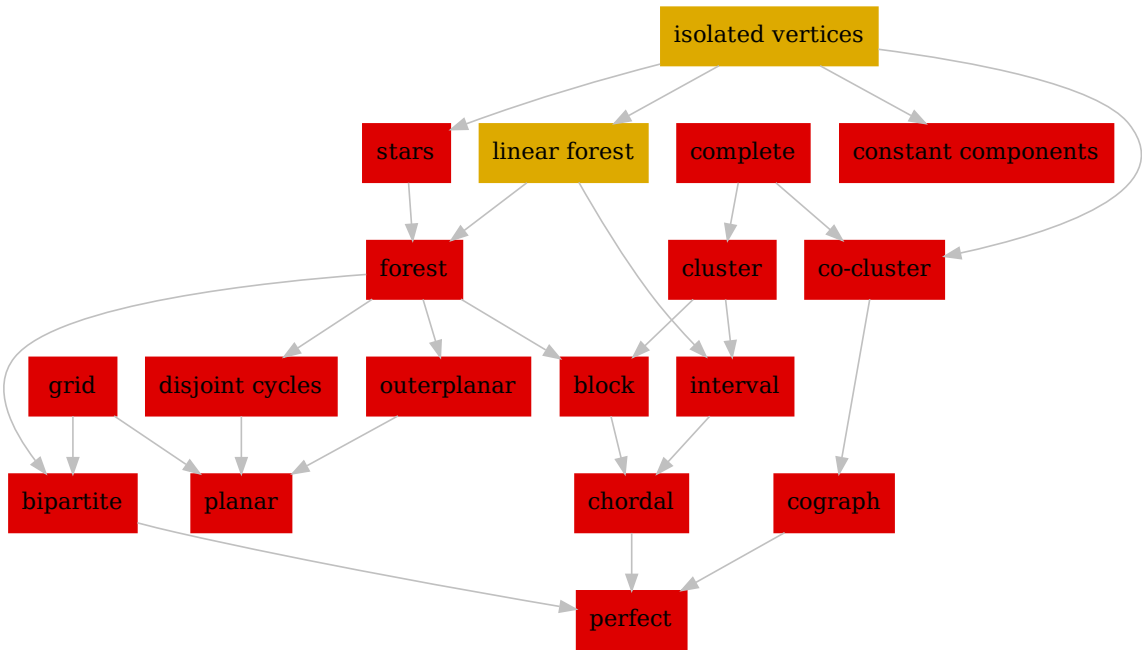 isolated vertices
stars
linear forest
complete
constant components
forest
cluster
co-cluster
grid
disjoint cycles
outerplanar
block
interval
bipartite
planar
chordal
cograph
perfect